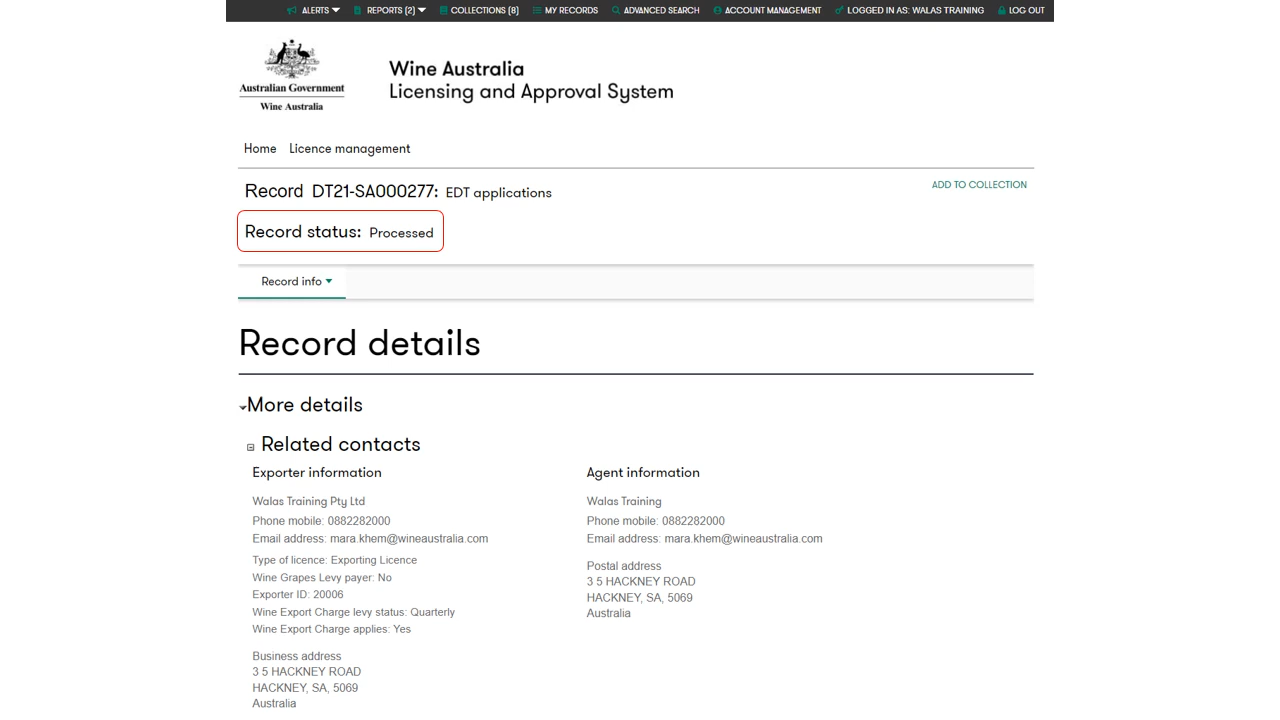 ALERTS REPORTS (2) COLLECTIONS (8) MY RECORDS ADVANCED SEARCH ACCOUNT MANAGEMENT LOGGED IN AS: WALAS TRAINING LOG OUT
Australian Government
Wine Australia
Wine Australia
Licensing and Approval System
Home Licence management
Record DT21-SA000277: EDT applications
ADD TO COLLECTION
Record status: Processed
Record info
Record details
More details
Related contacts
Exporter information
Walas Training Pty Ltd
Phone mobile: 0882282000
Email address: mara.khem@wineaustralia.com
Type of licence: Exporting Licence
Wine Grapes Levy payer: No
Exporter ID: 20006
Wine Export Charge levy status: Quarterly
Wine Export Charge applies: Yes
Business address
3 5 HACKNEY ROAD
HACKNEY, SA, 5069
Australia
Agent information
Walas Training
Phone mobile: 0882282000
Email address: mara.khem@wineaustralia.com
Postal address
3 5 HACKNEY ROAD
HACKNEY, SA, 5069
Australia